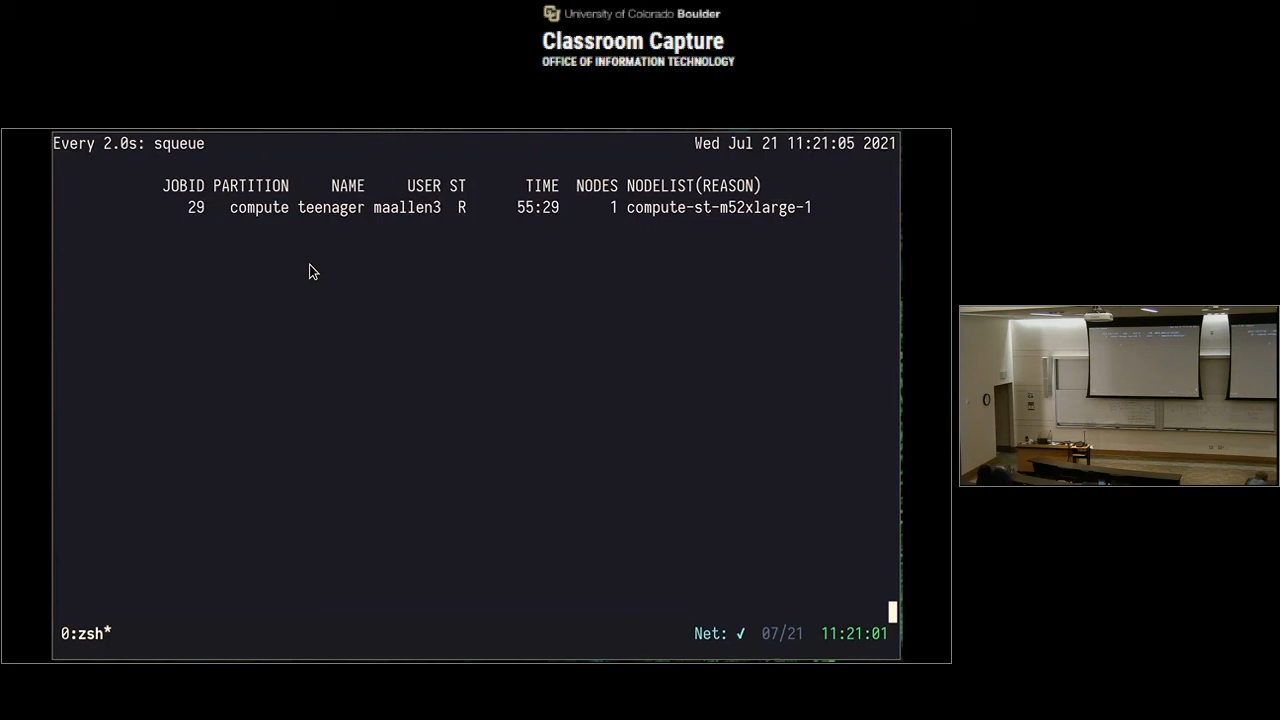 University of Colorado Boulder
Classroom Capture
OFFICE OF INFORMATION TECHNOLOGY
Every 2.0s: squeue Wed Jul 21 11:21:05 2021
JOBID PARTITION NAME USER ST TIME NODES NODELIST(REASON)
29 compute teenager maallen3 R 55:29 1 compute-st-m52xlarge-1
0:zsh* Net: ✓ 07/21 11:21:01